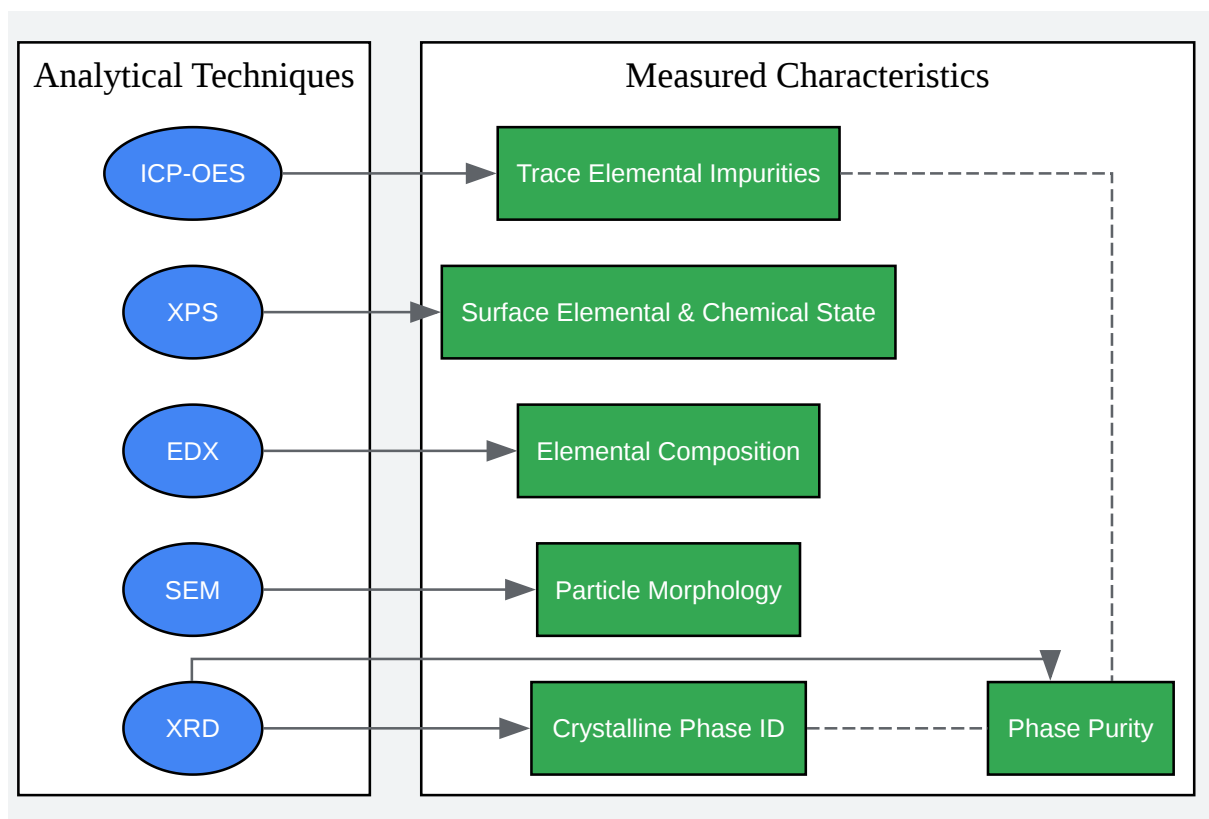 Analytical Techniques
Measured Characteristics
ICP-OES
Trace Elemental Impurities
XPS
Surface Elemental & Chemical State
EDX
Elemental Composition
SEM
Particle Morphology
XRD
Crystalline Phase ID
Phase Purity